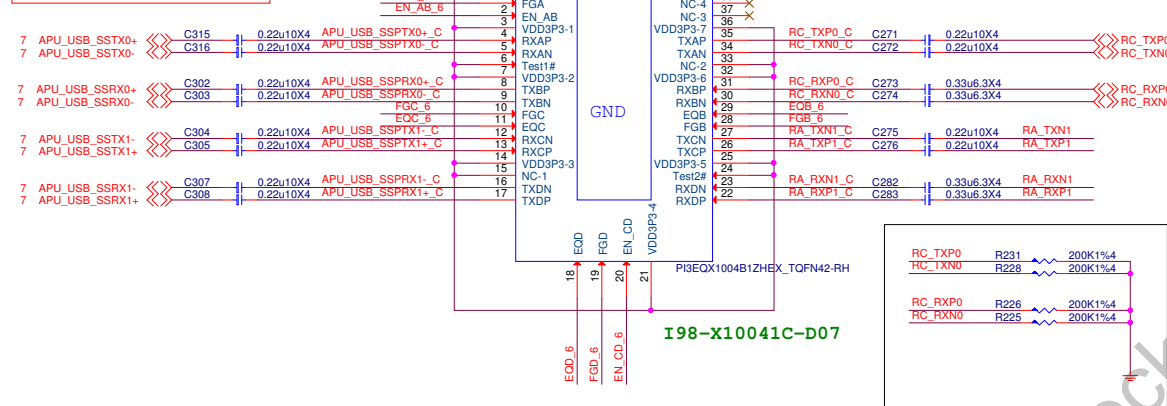 FGA
NC-4
EN_AB_6 2 EN_AB NC-3 37
3 VDD3P3-1 VDD3P3-7 36
7 APU_USB_SSTX0+ C315 0.22u10X4 APU_USB_SSPTX0+_C 4 RXAP TXAP 35 RC_TXP0_C C271 0.22u10X4 RC_TXP0
7 APU_USB_SSTX0- C316 0.22u10X4 APU_USB_SSPTX0-_C 5 RXAN TXAN 34 RC_TXN0_C C272 0.22u10X4 RC_TXN0
6 Test1# NC-2 33
7 VDD3P3-2 VDD3P3-6 32
7 APU_USB_SSRX0+ C302 0.22u10X4 APU_USB_SSPRX0+_C 8 TXBP RXBP 31 RC_RXP0_C C273 0.33u6.3X4 RC_RXP
7 APU_USB_SSRX0- C303 0.22u10X4 APU_USB_SSPRX0-_C 9 TXBN RXBN 30 RC_RXN0_C C274 0.33u6.3X4 RC_RXN
FGC_6 10 FGC EQB 29 EQB_6
EQC_6 11 EQC FGB 28 FGB_6
GND
7 APU_USB_SSTX1- C304 0.22u10X4 APU_USB_SSPTX1-_C 12 RXCN TXCN 27 RA_TXN1_C C275 0.22u10X4 RA_TXN1
7 APU_USB_SSTX1+ C305 0.22u10X4 APU_USB_SSPTX1+_C 13 RXCP TXCP 26 RA_TXP1_C C276 0.22u10X4 RA_TXP1
14 VDD3P3-3 VDD3P3-5 25
15 NC-1 Test2# 24
7 APU_USB_SSRX1- C307 0.22u10X4 APU_USB_SSPRX1-_C 16 TXDN RXDN 23 RA_RXN1_C C282 0.33u6.3X4 RA_RXN1
7 APU_USB_SSRX1+ C308 0.22u10X4 APU_USB_SSPRX1+_C 17 TXDP RXDP 22 RA_RXP1_C C283 0.33u6.3X4 RA_RXP1
EQD FGD EN_CD VDD3P3-4
18 19 20 21
PI3EQX1004B1ZHEX_TQFN42-RH
I98-X10041C-D07
EQD_6 FGD_6 EN_CD_6
RC_TXP0 R231 200K1%4
RC_TXN0 R228 200K1%4
RC_RXP0 R226 200K1%4
RC_RXN0 R225 200K1%4
ock